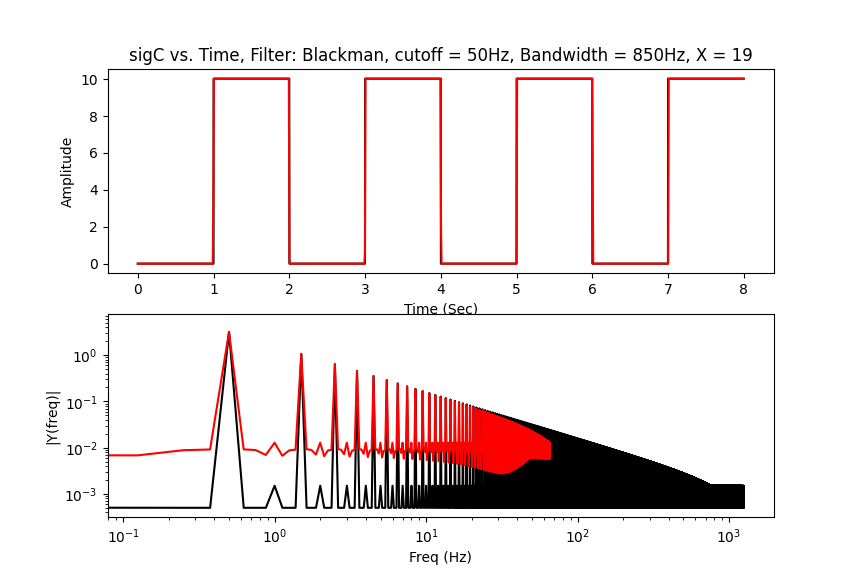 sigC vs. Time, Filter: Blackman, cutoff = 50Hz, Bandwidth = 850Hz, X = 19
Amplitude
10
8
6
4
2
0
0 1 2 3 4 5 6 7 8
Time (Sec)
|Y(freq)|
10⁰
10⁻¹
10⁻²
10⁻³
10⁻¹ 10⁰ 10¹ 10² 10³
Freq (Hz)